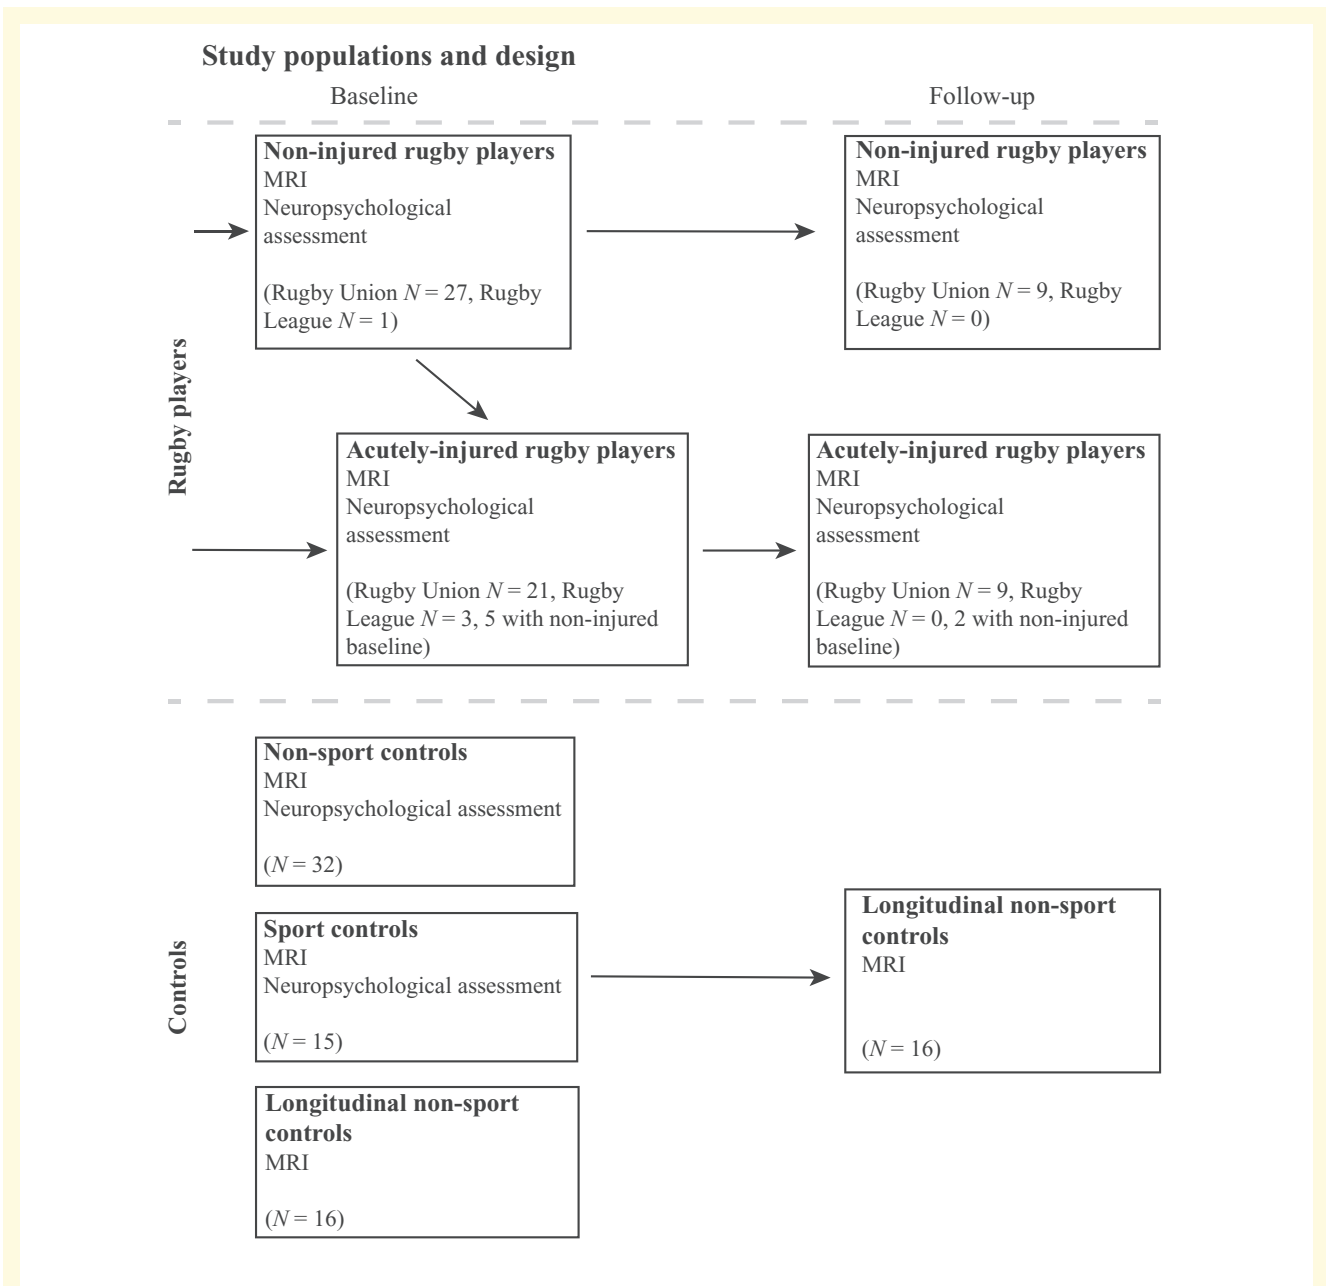 Study populations and design
Baseline
Follow-up
Rugby players
Non-injured rugby players
MRI
Neuropsychological
assessment
(Rugby Union N = 27, Rugby
League N = 1)
Non-injured rugby players
MRI
Neuropsychological
assessment
(Rugby Union N = 9, Rugby
League N = 0)
Acutely-injured rugby players
MRI
Neuropsychological
assessment
(Rugby Union N = 21, Rugby
League N = 3, 5 with non-injured
baseline)
Acutely-injured rugby players
MRI
Neuropsychological
assessment
(Rugby Union N = 9, Rugby
League N = 0, 2 with non-injured
baseline)
Controls
Non-sport controls
MRI
Neuropsychological assessment
(N = 32)
Sport controls
MRI
Neuropsychological assessment
(N = 15)
Longitudinal non-sport
controls
MRI
(N = 16)
Longitudinal non-sport
controls
MRI
(N = 16)